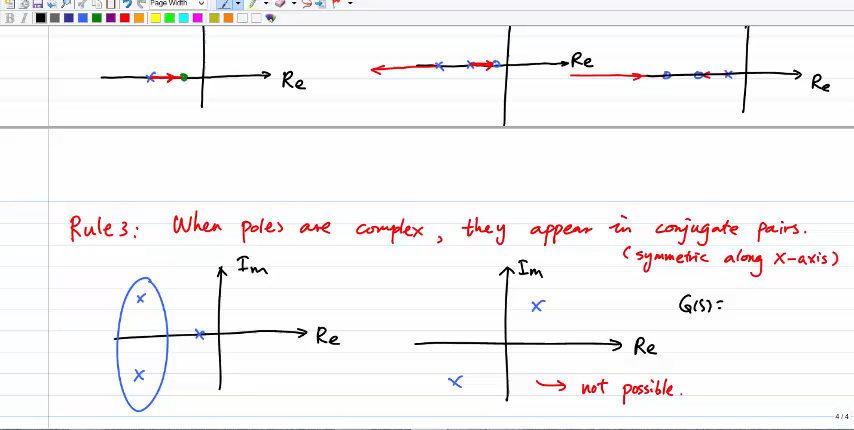 Page Width
B I
Re
Re
Re
Rule 3: When poles are complex, they appear in conjugate pairs.
(symmetric along x-axis)
Im
Im
G(s)=
Re
Re
not possible.
4 / 4